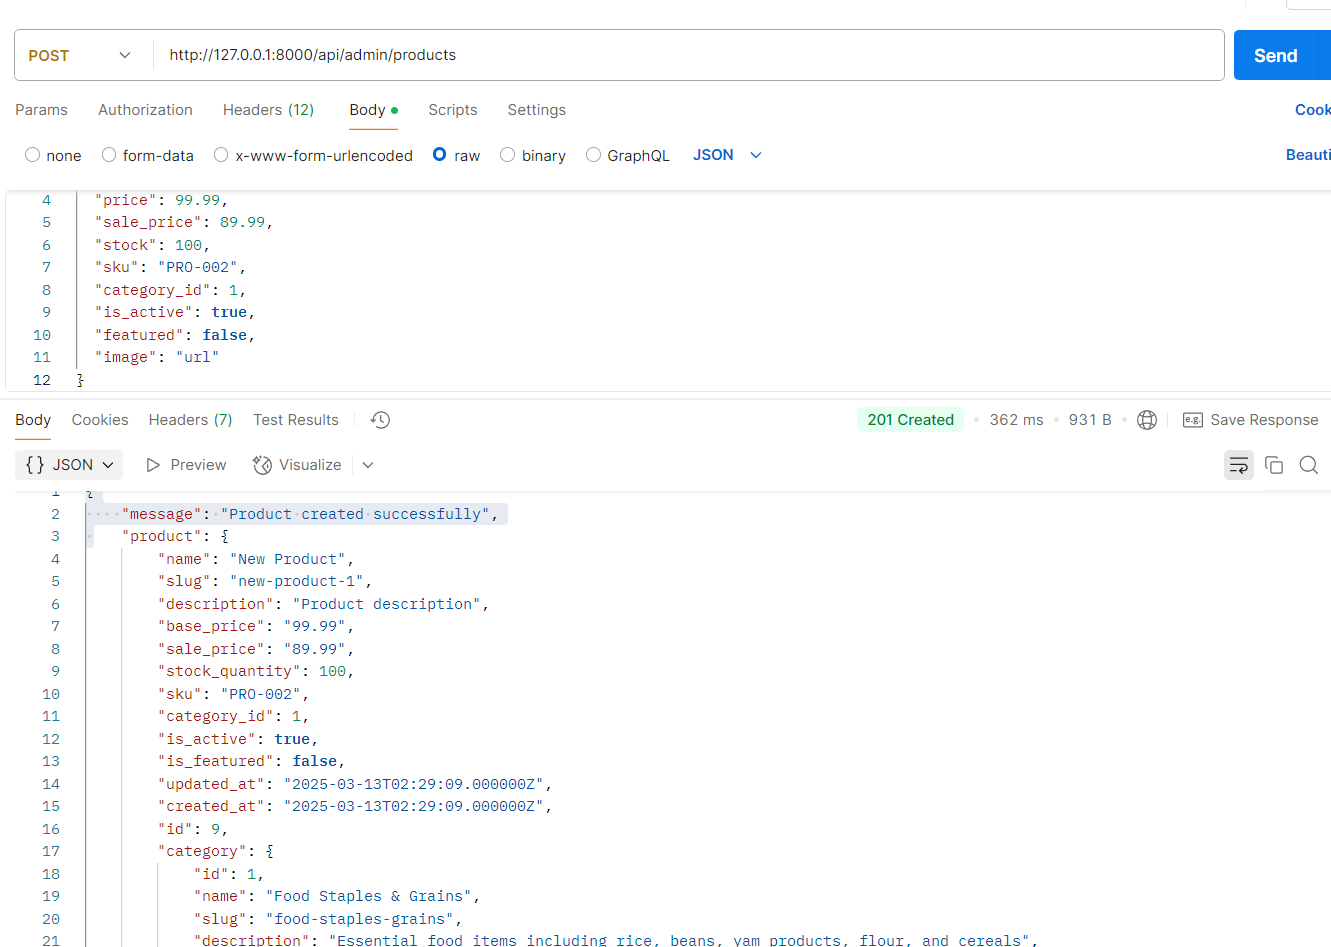 POST http://127.0.0.1:8000/api/admin/products Send
Params Authorization Headers (12) Body Scripts Settings Cook
none form-data x-www-form-urlencoded raw binary GraphQL JSON Beauti
4 "price": 99.99,
5 "sale_price": 89.99,
6 "stock": 100,
7 "sku": "PRO-002",
8 "category_id": 1,
9 "is_active": true,
10 "featured": false,
11 "image": "url"
12 }
Body Cookies Headers (7) Test Results 201 Created • 362 ms • 931 B • e.g. Save Response
{} JSON Preview Visualize
1 {
2 "message": "Product created successfully",
3 "product": {
4 "name": "New Product",
5 "slug": "new-product-1",
6 "description": "Product description",
7 "base_price": "99.99",
8 "sale_price": "89.99",
9 "stock_quantity": 100,
10 "sku": "PRO-002",
11 "category_id": 1,
12 "is_active": true,
13 "is_featured": false,
14 "updated_at": "2025-03-13T02:29:09.000000Z",
15 "created_at": "2025-03-13T02:29:09.000000Z",
16 "id": 9,
17 "category": {
18 "id": 1,
19 "name": "Food Staples & Grains",
20 "slug": "food-staples-grains",
21 "description": "Essential food items including rice, beans, yam products, flour, and cereals",